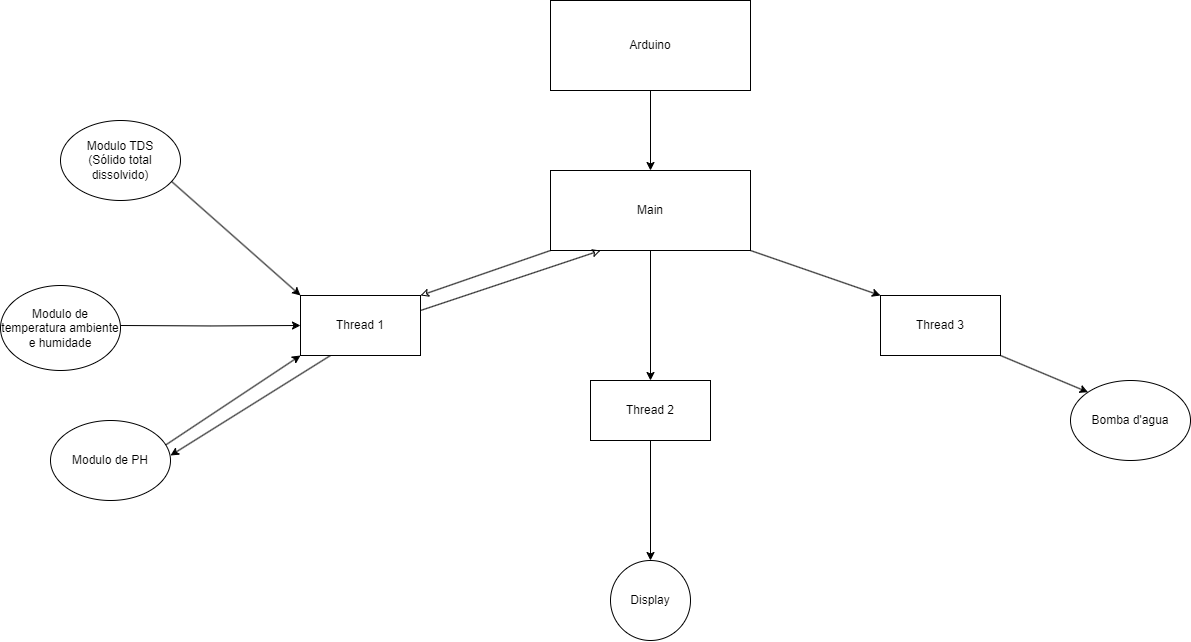 Arduino
Modulo TDS
(Sólido total
dissolvido)
Main
Modulo de
temperatura ambiente
e humidade
Thread 1
Thread 3
Thread 2
Bomba d'agua
Modulo de PH
Display